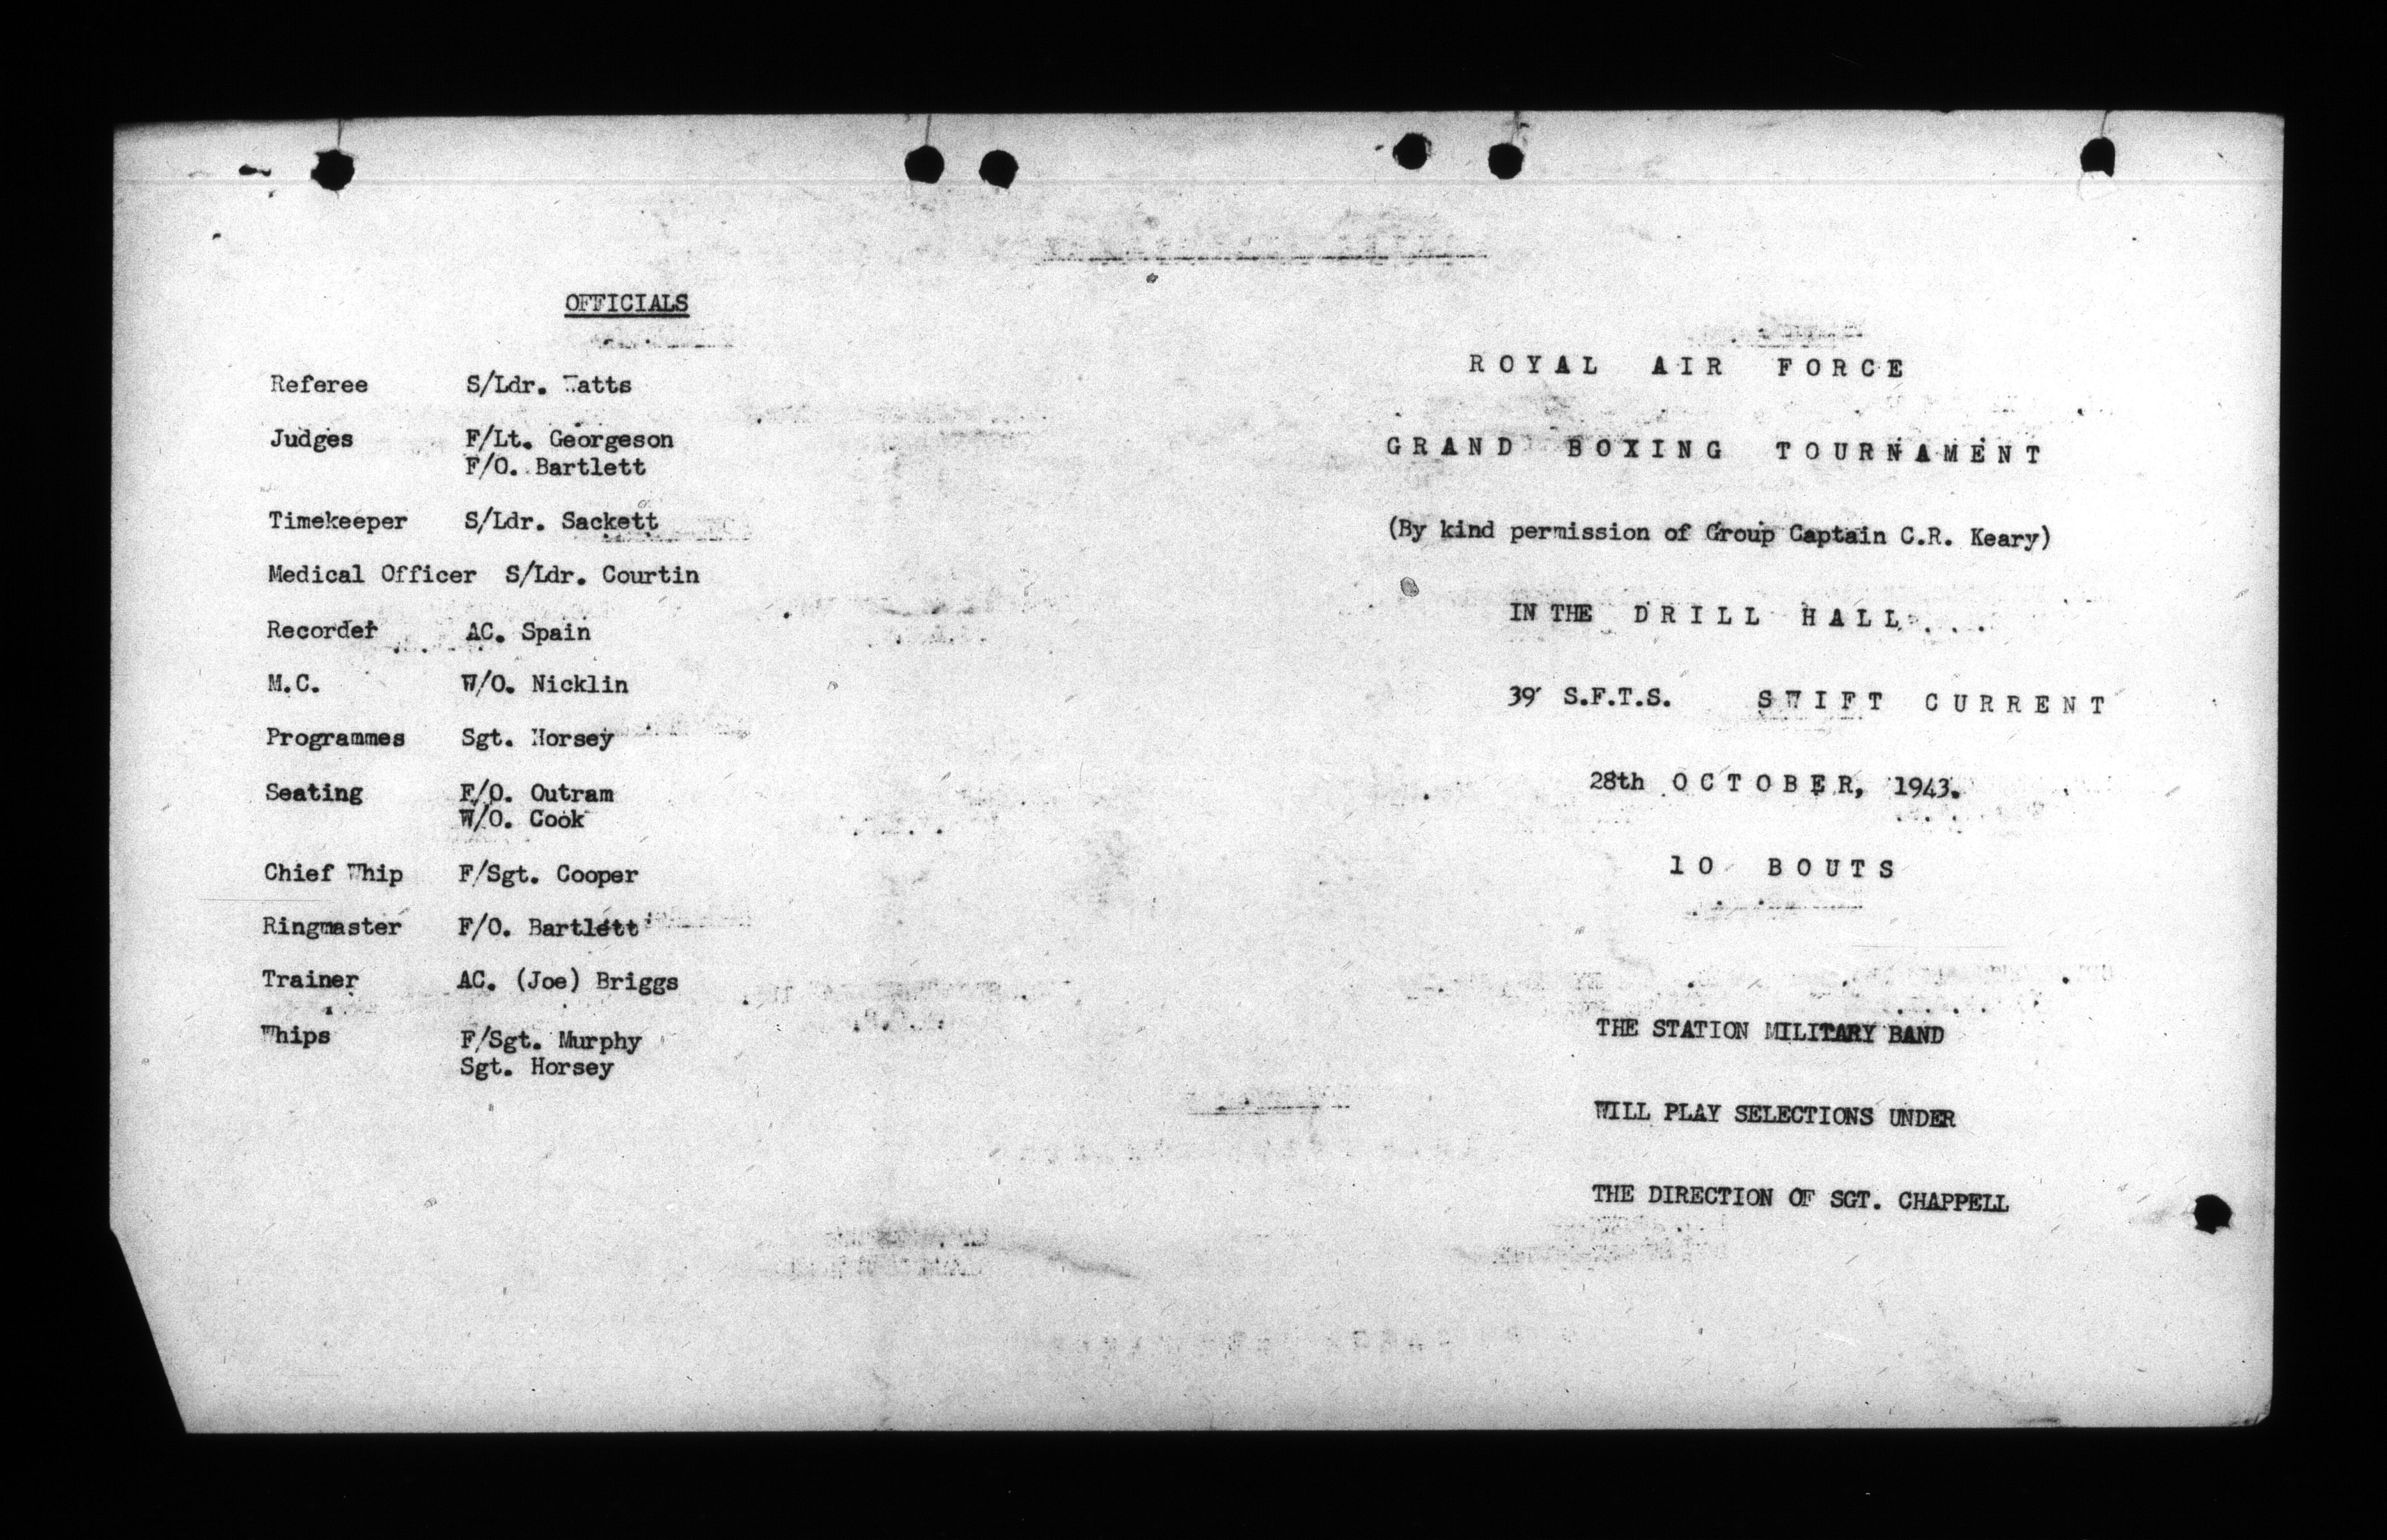 OFFICIALS
Referee S/Ldr. Watts
Judges F/Lt. Georgeson
F/O. Bartlett
Timekeeper S/Ldr. Sackett
Medical Officer S/Ldr. Courtin
Recorder AC. Spain
M.C. W/O. Nicklin
Programmes Sgt. Horsey
Seating F/O. Outram
W/O. Cook
Chief Whip F/Sgt. Cooper
Ringmaster F/O. Bartlett
Trainer AC. (Joe) Briggs
Whips F/Sgt. Murphy
Sgt. Horsey
ROYAL AIR FORCE
GRAND BOXING TOURNAMENT
(By kind permission of Group Captain C.R. Keary)
IN THE DRILL HALL...
39 S.F.T.S. SWIFT CURRENT
28th OCTOBER, 1943.
10 BOUTS
THE STATION MILITARY BAND
WILL PLAY SELECTIONS UNDER
THE DIRECTION OF SGT. CHAPPELL